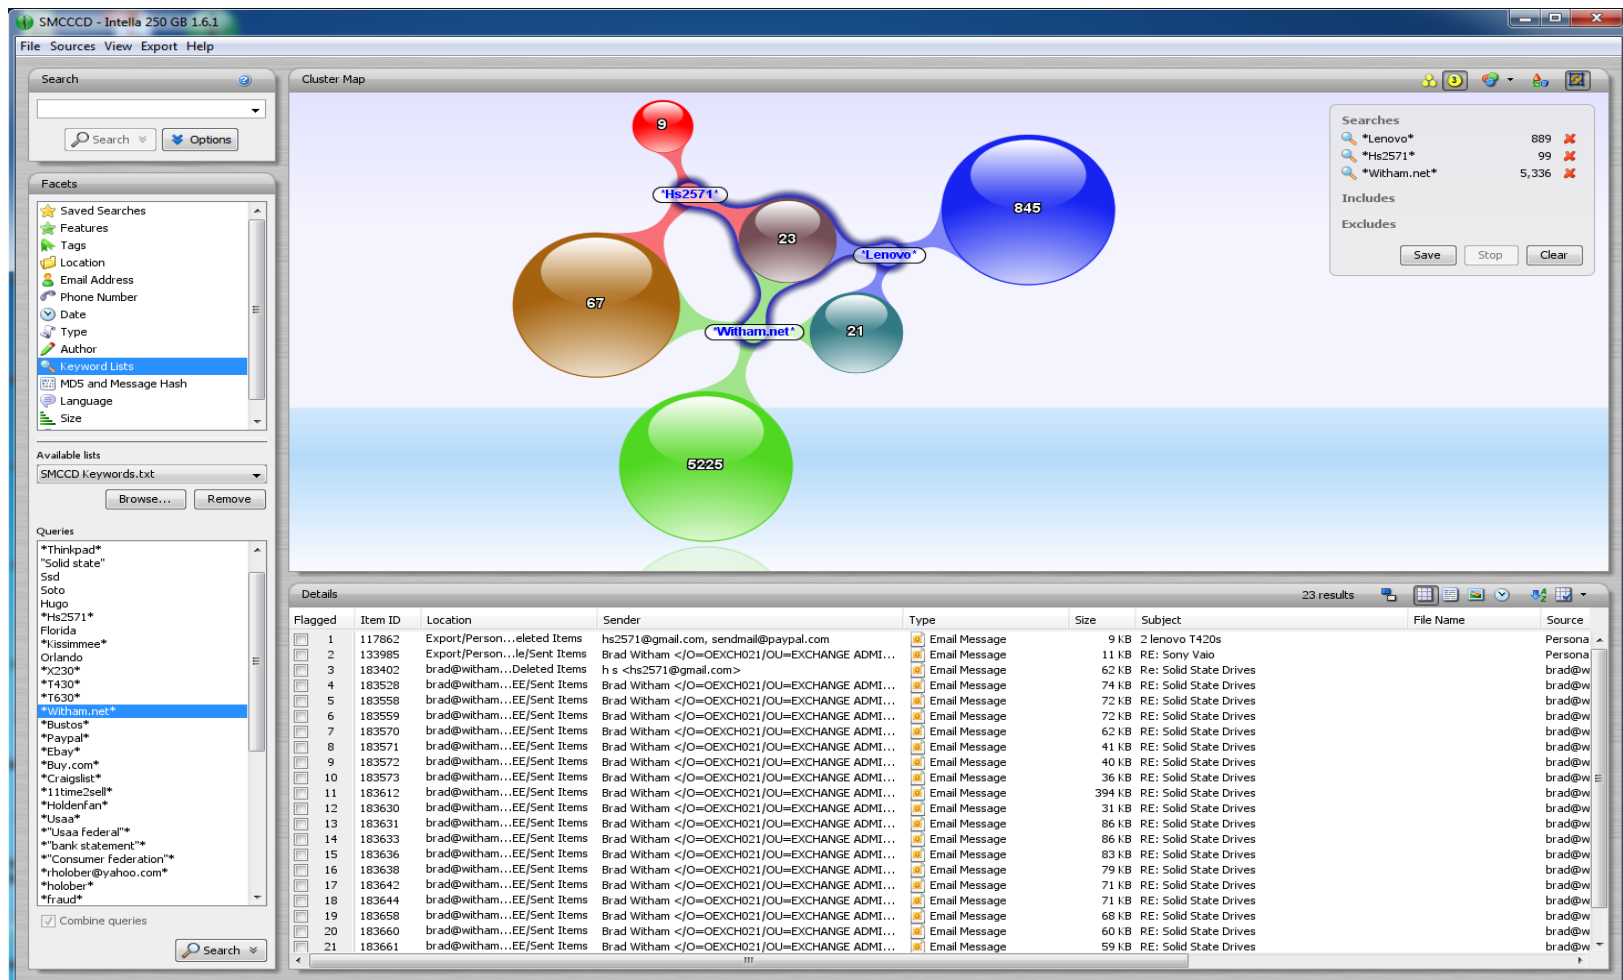 SMCCCD - Intella 250 GB 1.6.1
File Sources View Export Help
Search
Search
Options
Facets
Saved Searches
Features
Tags
Location
Email Address
Phone Number
Date
Type
Author
Keyword Lists
MD5 and Message Hash
Language
Size
Available lists
SMCCD Keywords.txt
Browse... Remove
Queries
*Thinkpad*
"Solid state"
Ssd
Soto
Hugo
*Hs2571*
Florida
*Kissimmee*
Orlando
*X230*
*T430*
*T630*
*Witham.net*
*Bustos*
*Paypal*
*Ebay*
*Buy.com*
*Craigslist*
*11time2sell*
*Holdenfan*
*Usaa*
*"Usaa federal"*
*"bank statement"*
*"Consumer federation"*
*rholober@yahoo.com*
*holober*
*fraud*
Combine queries
Search
Cluster Map
3
9
*Hs2571*
845
23
*Lenovo*
67
*Witham.net*
21
5225
Searches
*Lenovo* 889
*Hs2571* 99
*Witham.net* 5,336
Includes
Excludes
Save Stop Clear
Details 23 results
Flagged Item ID Location Sender Type Size Subject File Name Source
1 117862 Export/Person...eleted Items hs2571@gmail.com, sendmail@paypal.com Email Message 9 KB 2 lenovo T420s Persona
2 133985 Export/Person...le/Sent Items Brad Witham </O=OEXCH021/OU=EXCHANGE ADMI... Email Message 11 KB RE: Sony Vaio Persona
3 183402 brad@witham...Deleted Items h s <hs2571@gmail.com> Email Message 62 KB RE: Solid State Drives brad@w
4 183528 brad@witham...EE/Sent Items Brad Witham </O=OEXCH021/OU=EXCHANGE ADMI... Email Message 74 KB RE: Solid State Drives brad@w
5 183558 brad@witham...EE/Sent Items Brad Witham </O=OEXCH021/OU=EXCHANGE ADMI... Email Message 72 KB RE: Solid State Drives brad@w
6 183559 brad@witham...EE/Sent Items Brad Witham </O=OEXCH021/OU=EXCHANGE ADMI... Email Message 72 KB RE: Solid State Drives brad@w
7 183570 brad@witham...EE/Sent Items Brad Witham </O=OEXCH021/OU=EXCHANGE ADMI... Email Message 62 KB RE: Solid State Drives brad@w
8 183571 brad@witham...EE/Sent Items Brad Witham </O=OEXCH021/OU=EXCHANGE ADMI... Email Message 41 KB RE: Solid State Drives brad@w
9 183572 brad@witham...EE/Sent Items Brad Witham </O=OEXCH021/OU=EXCHANGE ADMI... Email Message 40 KB RE: Solid State Drives brad@w
10 183573 brad@witham...EE/Sent Items Brad Witham </O=OEXCH021/OU=EXCHANGE ADMI... Email Message 36 KB RE: Solid State Drives brad@w
11 183612 brad@witham...EE/Sent Items Brad Witham </O=OEXCH021/OU=EXCHANGE ADMI... Email Message 394 KB RE: Solid State Drives brad@w
12 183630 brad@witham...EE/Sent Items Brad Witham </O=OEXCH021/OU=EXCHANGE ADMI... Email Message 31 KB RE: Solid State Drives brad@w
13 183631 brad@witham...EE/Sent Items Brad Witham </O=OEXCH021/OU=EXCHANGE ADMI... Email Message 86 KB RE: Solid State Drives brad@w
14 183633 brad@witham...EE/Sent Items Brad Witham </O=OEXCH021/OU=EXCHANGE ADMI... Email Message 86 KB RE: Solid State Drives brad@w
15 183636 brad@witham...EE/Sent Items Brad Witham </O=OEXCH021/OU=EXCHANGE ADMI... Email Message 83 KB RE: Solid State Drives brad@w
16 183638 brad@witham...EE/Sent Items Brad Witham </O=OEXCH021/OU=EXCHANGE ADMI... Email Message 79 KB RE: Solid State Drives brad@w
17 183642 brad@witham...EE/Sent Items Brad Witham </O=OEXCH021/OU=EXCHANGE ADMI... Email Message 71 KB RE: Solid State Drives brad@w
18 183644 brad@witham...EE/Sent Items Brad Witham </O=OEXCH021/OU=EXCHANGE ADMI... Email Message 71 KB RE: Solid State Drives brad@w
19 183658 brad@witham...EE/Sent Items Brad Witham </O=OEXCH021/OU=EXCHANGE ADMI... Email Message 68 KB RE: Solid State Drives brad@w
20 183660 brad@witham...EE/Sent Items Brad Witham </O=OEXCH021/OU=EXCHANGE ADMI... Email Message 60 KB RE: Solid State Drives brad@w
21 183661 brad@witham...EE/Sent Items Brad Witham </O=OEXCH021/OU=EXCHANGE ADMI... Email Message 59 KB RE: Solid State Drives brad@w